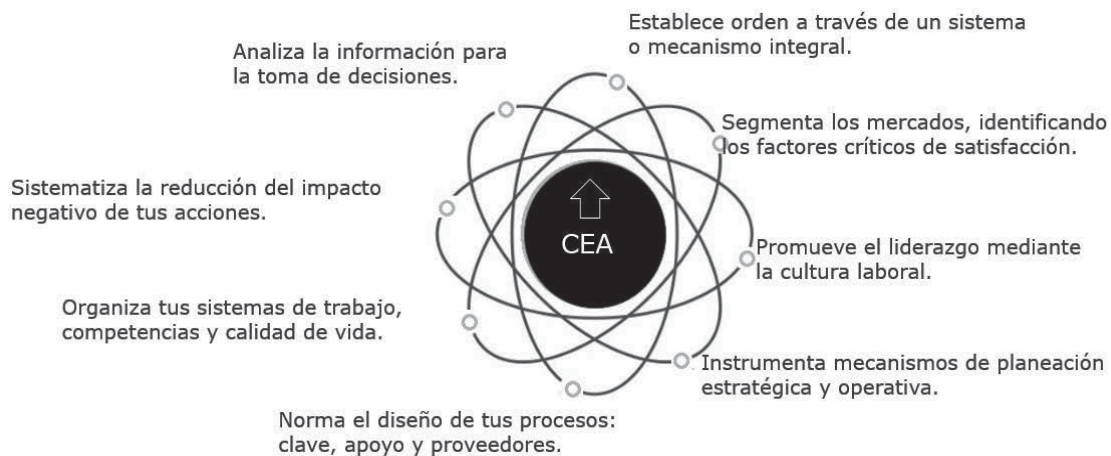 Establece orden a través de un sistema
o mecanismo integral.
Analiza la información para
la toma de decisiones.
Segmenta los mercados, identificando
los factores críticos de satisfacción.
Sistematiza la reducción del impacto
negativo de tus acciones.
CEA
Promueve el liderazgo mediante
la cultura laboral.
Organiza tus sistemas de trabajo,
competencias y calidad de vida.
Instrumenta mecanismos de planeación
estratégica y operativa.
Norma el diseño de tus procesos:
clave, apoyo y proveedores.